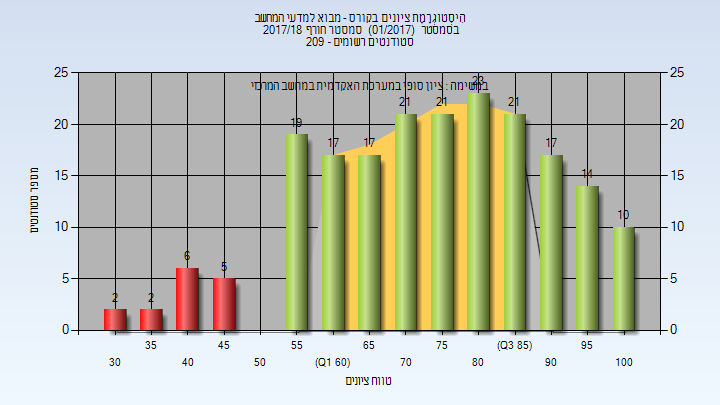 היסטוגרמת ציונים בקורס - מבוא למדעי המחשב
בסמסטר (01/2017) סמסטר חורף 2017/18
סטודנטים רשומים - 209
במשימה : ציון סופי במערכת האקדמית במחשב המרכזי
25 25
20 20
15 15
10 10
5 5
0 0
2 2 6 5 19 17 17 21 21 23 21 17 14 10
מספר סטודנטים
35 45 55 65 75 (Q3 85) 95
30 40 50 (Q1 60) 70 80 90 100
טווח ציונים